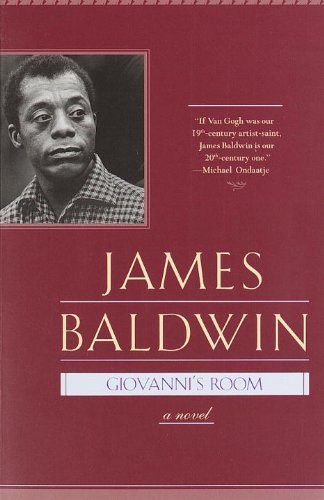 "If Van Gogh was our
19th-century artist-saint,
James Baldwin is our
20th-century one."
—Michael Ondaatje
JAMES
BALDWIN
GIOVANNI'S ROOM
a novel